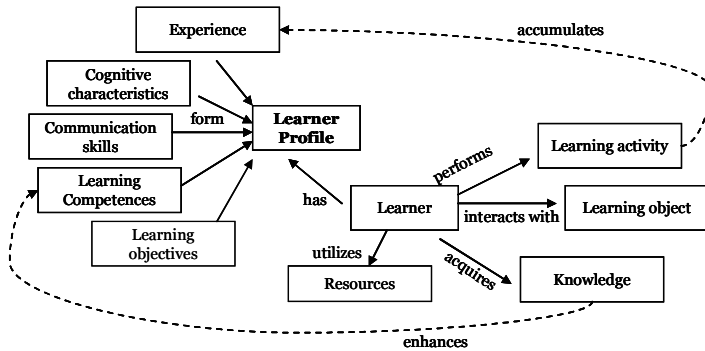 Experience
accumulates
Cognitive
characteristics
form
Learner
Profile
Communication
skills
performs
Learning activity
Learning
Competences
has
Learner
interacts with
Learning object
Learning
objectives
utilizes
acquires
Resources
Knowledge
enhances